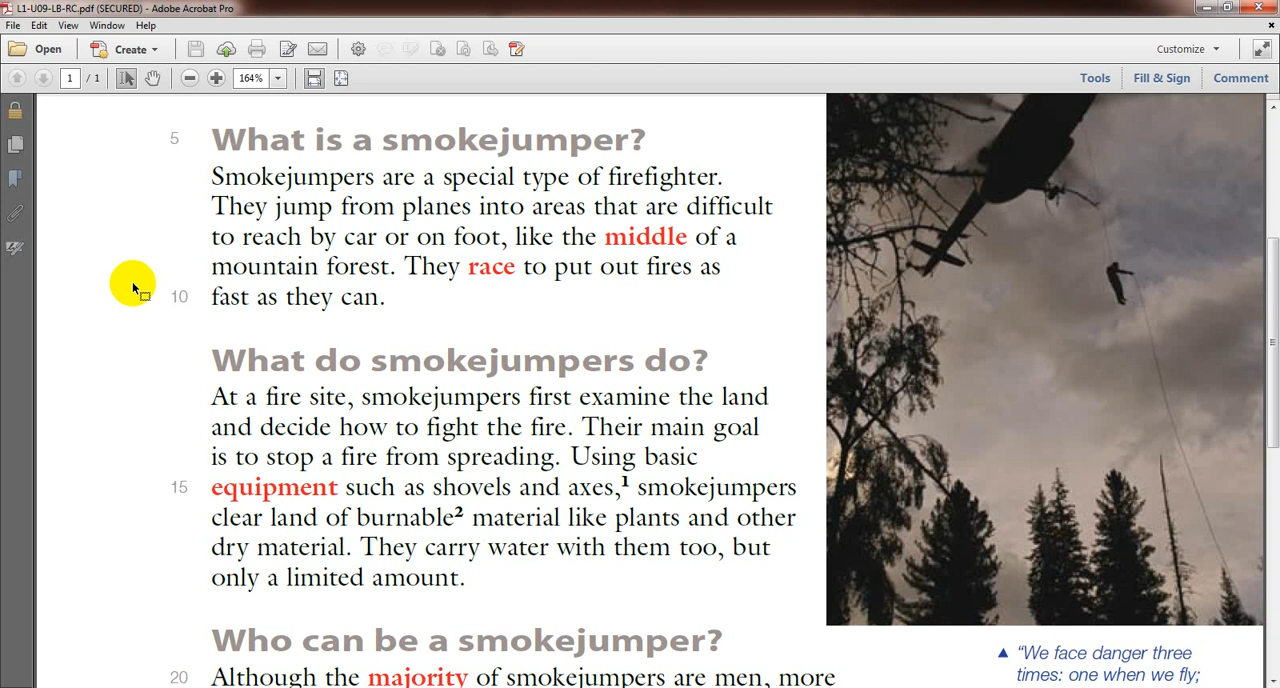 L1-U09-LB-RC.pdf (SECURED) - Adobe Acrobat Pro
File Edit View Window Help
Open Create Customize
1 / 1 164% Tools Fill & Sign Comment
5 What is a smokejumper?
Smokejumpers are a special type of firefighter.
They jump from planes into areas that are difficult
to reach by car or on foot, like the middle of a
mountain forest. They race to put out fires as
10 fast as they can.
What do smokejumpers do?
At a fire site, smokejumpers first examine the land
and decide how to fight the fire. Their main goal
is to stop a fire from spreading. Using basic
15 equipment such as shovels and axes,¹ smokejumpers
clear land of burnable² material like plants and other
dry material. They carry water with them too, but
only a limited amount.
Who can be a smokejumper?
20 Although the majority of smokejumpers are men, more
▲ “We face danger three
times: one when we fly;